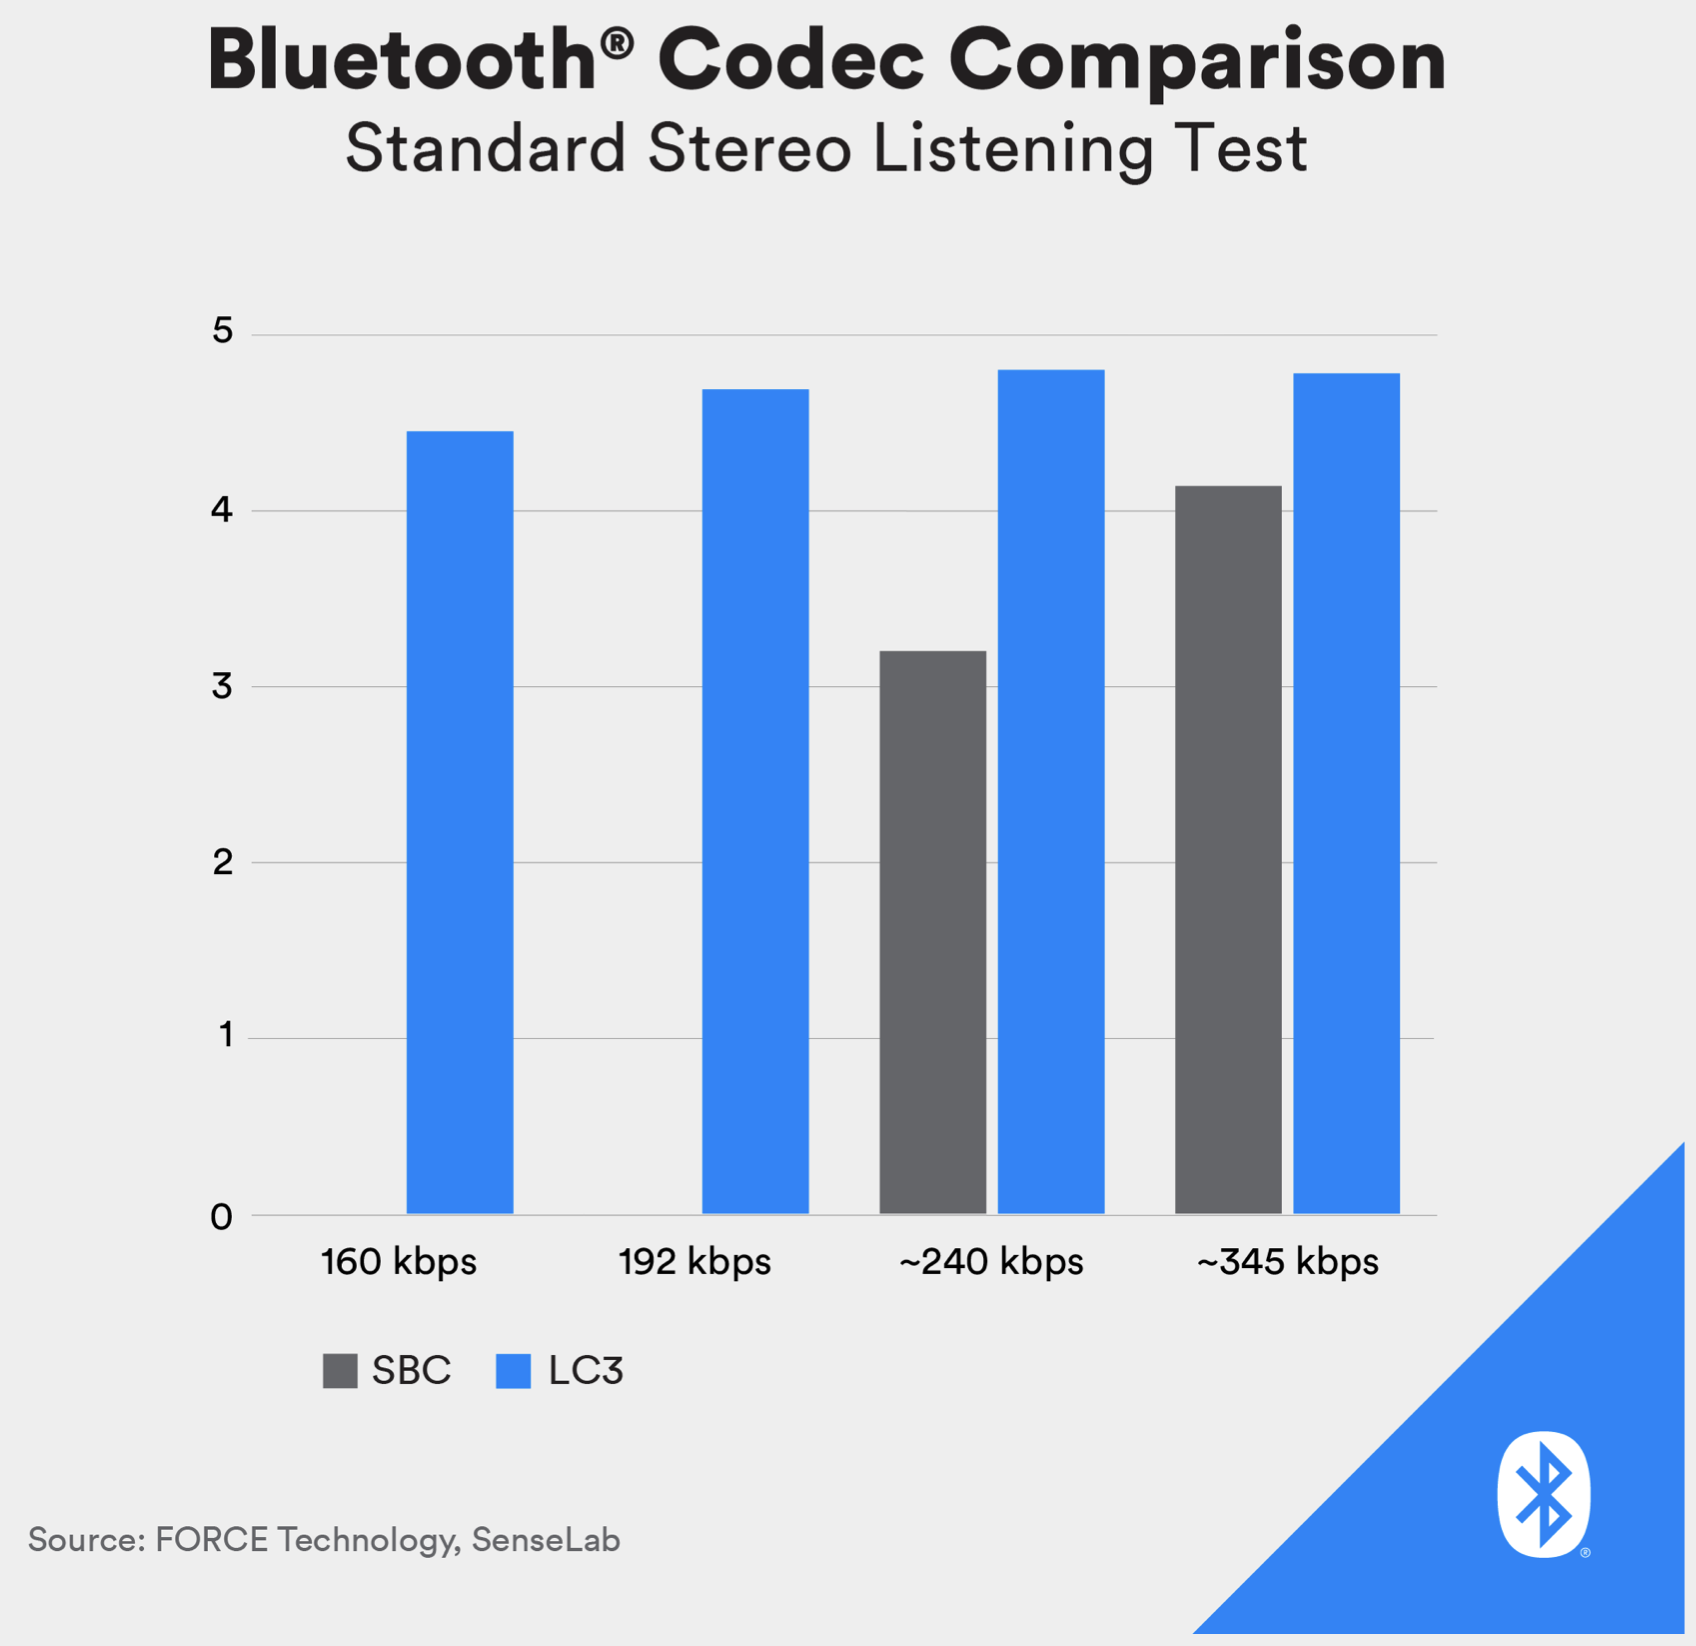 Bluetooth® Codec Comparison
Standard Stereo Listening Test
5
4
3
2
1
0
160 kbps 192 kbps ~240 kbps ~345 kbps
SBC LC3
Source: FORCE Technology, SenseLab
®